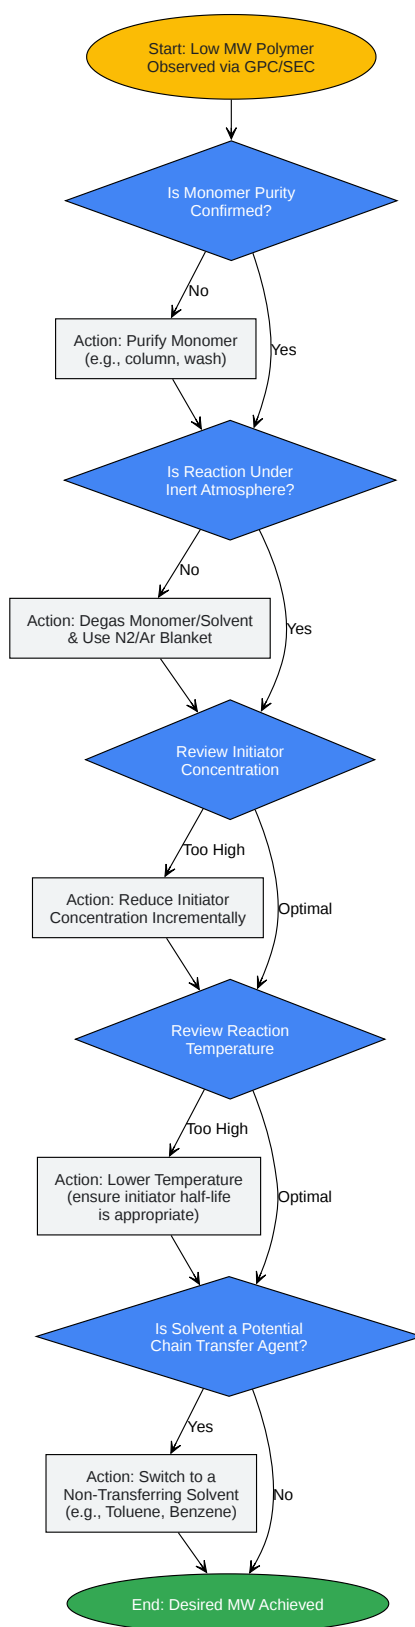 Start: Low MW Polymer
Observed via GPC/SEC
Is Monomer Purity
Confirmed?
No
Action: Purify Monomer
(e.g., column, wash)
Yes
Is Reaction Under
Inert Atmosphere?
No
Action: Degas Monomer/Solvent
& Use N2/Ar Blanket
Yes
Review Initiator
Concentration
Too High
Action: Reduce Initiator
Concentration Incrementally
Optimal
Review Reaction
Temperature
Too High
Action: Lower Temperature
(ensure initiator half-life
is appropriate)
Optimal
Is Solvent a Potential
Chain Transfer Agent?
Yes
Action: Switch to a
Non-Transferring Solvent
(e.g., Toluene, Benzene)
No
End: Desired MW Achieved